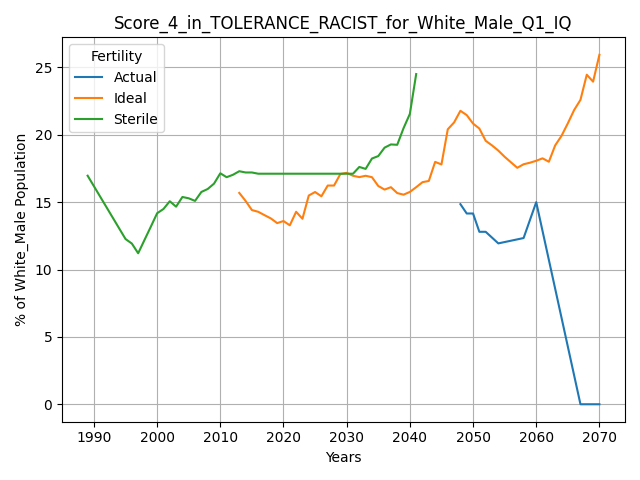 Score_4_in_TOLERANCE_RACIST_for_White_Male_Q1_IQ
Fertility
Actual
Ideal
Sterile
% of White_Male Population
25
20
15
10
5
0
1990 2000 2010 2020 2030 2040 2050 2060 2070
Years